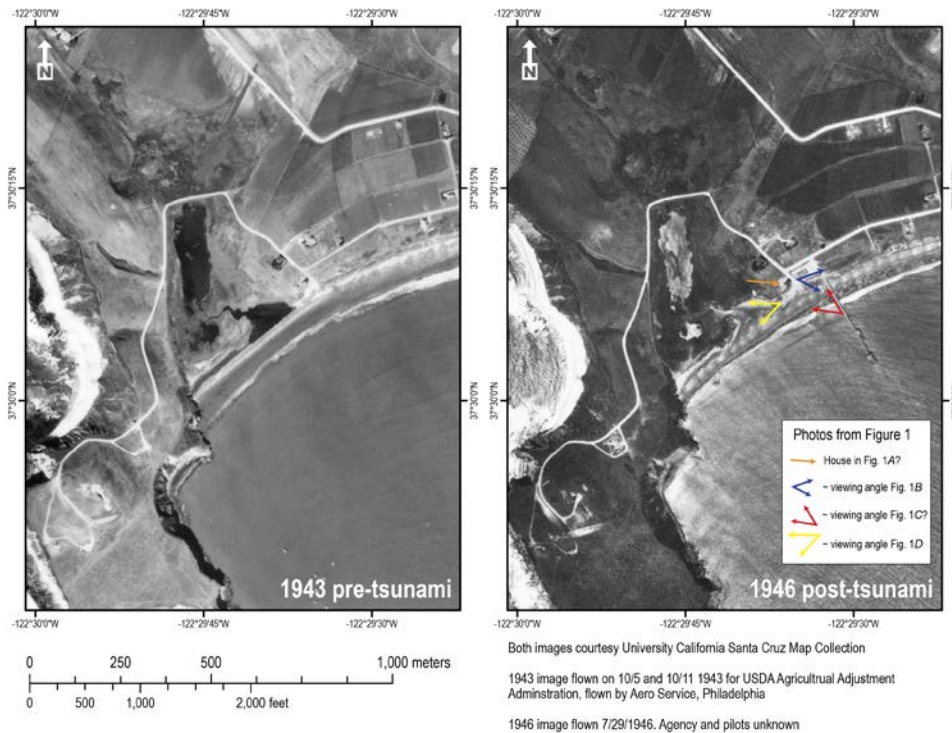 -122°30'0"W
-122°29'45"W
-122°29'30"W
-122°30'0"W
-122°29'45"W
-122°29'30"W
N
N
37°30'15"N
37°30'15"N
37°30'15"N
37°30'0"N
37°30'0"N
37°30'0"N
Photos from Figure 1
House in Fig. 1A?
~ viewing angle Fig. 1B
~ viewing angle Fig. 1C?
~ viewing angle Fig. 1D
1943 pre-tsunami
1946 post-tsunami
-122°30'0"W
-122°29'45"W
-122°29'30"W
-122°30'0"W
-122°29'45"W
-122°29'30"W
0 250 500 1,000 meters
0 500 1,000 2,000 feet
Both images courtesy University California Santa Cruz Map Collection
1943 image flown on 10/5 and 10/11 1943 for USDA Agricultrual Adjustment
Adminstration, flown by Aero Service, Philadelphia
1946 image flown 7/29/1946. Agency and pilots unknown